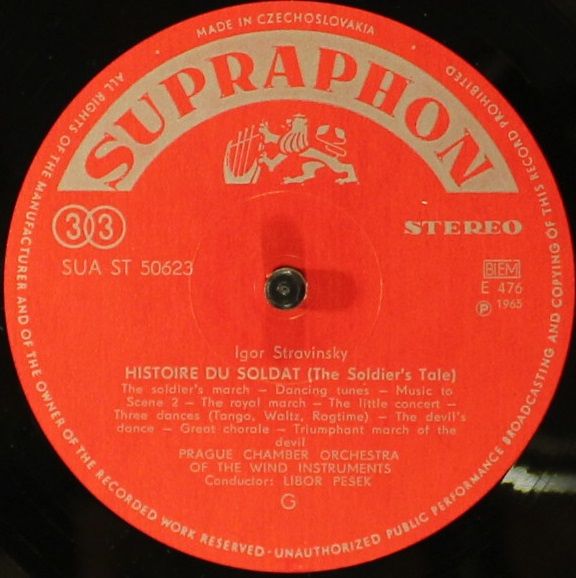 MADE IN CZECHOSLOVAKIA
ALL RIGHTS OF THE MANUFACTURER AND OF THE OWNER OF THE RECORDED WORK RESERVED - UNAUTHORIZED PUBLIC PERFORMANCE BROADCASTING AND COPYING OF THIS RECORD PROHIBITED
SUPRAPHON
33
STEREO
SUA ST 50623
BIEM
E 476
℗ 1965
Igor Stravinsky
HISTOIRE DU SOLDAT (The Soldier's Tale)
The soldier's march – Dancing tunes – Music to
Scene 2 – The royal march – The little concert –
Three dances (Tango, Waltz, Ragtime) – The devil's
dance – Great chorale – Triumphant march of the
devil
PRAGUE CHAMBER ORCHESTRA
OF THE WIND INSTRUMENTS
Conductor: LIBOR PESEK
G